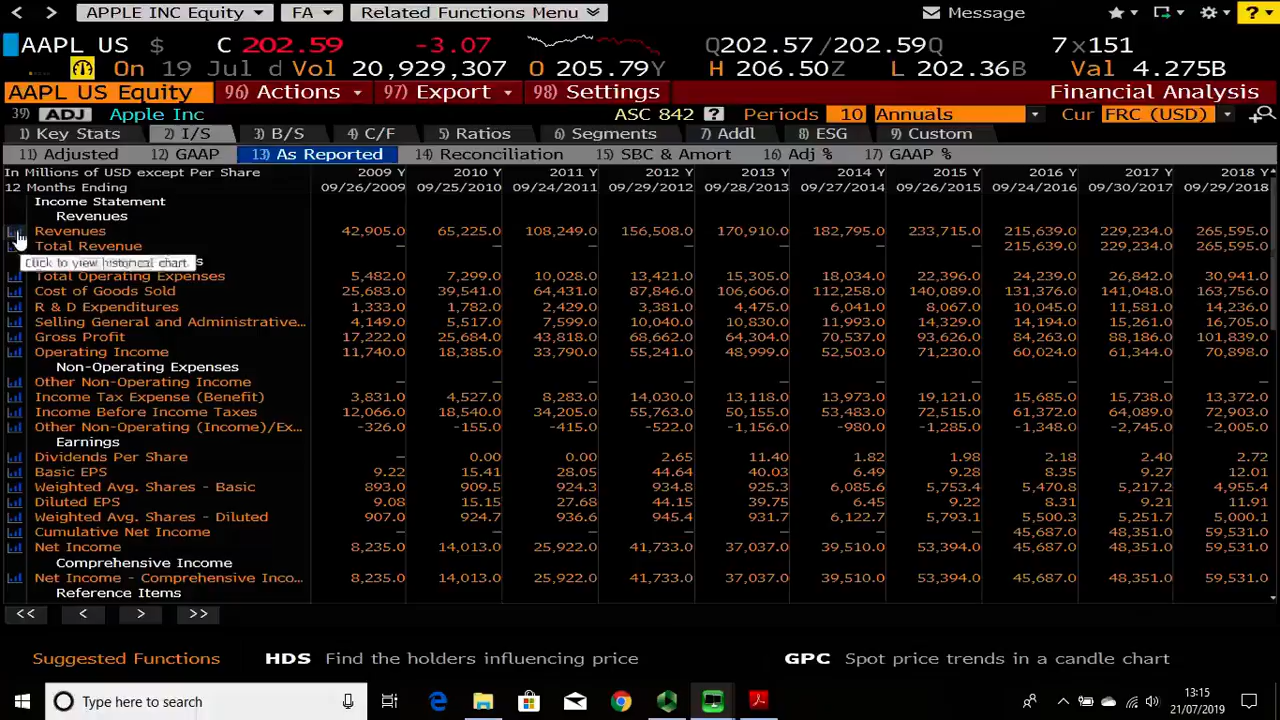 < > APPLE INC Equity FA Related Functions Menu Message ?
AAPL US $ C 202.59 -3.07 Q202.57 /202.59Q 7x151
On 19 Jul d Vol 20,929,307 O 205.79Y H 206.50Z L 202.36B Val 4.275B
AAPL US Equity 96) Actions 97) Export 98) Settings Financial Analysis
39) ADJ Apple Inc ASC 842 ? Periods 10 Annuals Cur FRC (USD)
1) Key Stats 2) I/S 3) B/S 4) C/F 5) Ratios 6) Segments 7) Addl 8) ESG 9) Custom
11) Adjusted 12) GAAP 13) As Reported 14) Reconciliation 15) SBC & Amort 16) Adj % 17) GAAP %
In Millions of USD except Per Share 2009 Y 2010 Y 2011 Y 2012 Y 2013 Y 2014 Y 2015 Y 2016 Y 2017 Y 2018 Y
12 Months Ending 09/26/2009 09/25/2010 09/24/2011 09/29/2012 09/28/2013 09/27/2014 09/26/2015 09/24/2016 09/30/2017 09/29/2018
Income Statement
Revenues
Revenues 42,905.0 65,225.0 108,249.0 156,508.0 170,910.0 182,795.0 233,715.0 215,639.0 229,234.0 265,595.0
Total Revenue — — — — — — — 215,639.0 229,234.0 265,595.0
Click to view historical chart. s
Total Operating Expenses 5,482.0 7,299.0 10,028.0 13,421.0 15,305.0 18,034.0 22,396.0 24,239.0 26,842.0 30,941.0
Cost of Goods Sold 25,683.0 39,541.0 64,431.0 87,846.0 106,606.0 112,258.0 140,089.0 131,376.0 141,048.0 163,756.0
R & D Expenditures 1,333.0 1,782.0 2,429.0 3,381.0 4,475.0 6,041.0 8,067.0 10,045.0 11,581.0 14,236.0
Selling General and Administrative... 4,149.0 5,517.0 7,599.0 10,040.0 10,830.0 11,993.0 14,329.0 14,194.0 15,261.0 16,705.0
Gross Profit 17,222.0 25,684.0 43,818.0 68,662.0 64,304.0 70,537.0 93,626.0 84,263.0 88,186.0 101,839.0
Operating Income 11,740.0 18,385.0 33,790.0 55,241.0 48,999.0 52,503.0 71,230.0 60,024.0 61,344.0 70,898.0
Non-Operating Expenses
Other Non-Operating Income — — — — — — — — — —
Income Tax Expense (Benefit) 3,831.0 4,527.0 8,283.0 14,030.0 13,118.0 13,973.0 19,121.0 15,685.0 15,738.0 13,372.0
Income Before Income Taxes 12,066.0 18,540.0 34,205.0 55,763.0 50,155.0 53,483.0 72,515.0 61,372.0 64,089.0 72,903.0
Other Non-Operating (Income)/Ex... -326.0 -155.0 -415.0 -522.0 -1,156.0 -980.0 -1,285.0 -1,348.0 -2,745.0 -2,005.0
Earnings
Dividends Per Share — 0.00 0.00 2.65 11.40 1.82 1.98 2.18 2.40 2.72
Basic EPS 9.22 15.41 28.05 44.64 40.03 6.49 9.28 8.35 9.27 12.01
Weighted Avg. Shares - Basic 893.0 909.5 924.3 934.8 925.3 6,085.6 5,753.4 5,470.8 5,217.2 4,955.4
Diluted EPS 9.08 15.15 27.68 44.15 39.75 6.45 9.22 8.31 9.21 11.91
Weighted Avg. Shares - Diluted 907.0 924.7 936.6 945.4 931.7 6,122.7 5,793.1 5,500.3 5,251.7 5,000.1
Cumulative Net Income — — — — — — — 45,687.0 48,351.0 59,531.0
Net Income 8,235.0 14,013.0 25,922.0 41,733.0 37,037.0 39,510.0 53,394.0 45,687.0 48,351.0 59,531.0
Comprehensive Income
Net Income - Comprehensive Inco... 8,235.0 14,013.0 25,922.0 41,733.0 37,037.0 39,510.0 53,394.0 45,687.0 48,351.0 59,531.0
Reference Items
<< < > >>
Suggested Functions HDS Find the holders influencing price GPC Spot price trends in a candle chart
Type here to search 13:15
21/07/2019